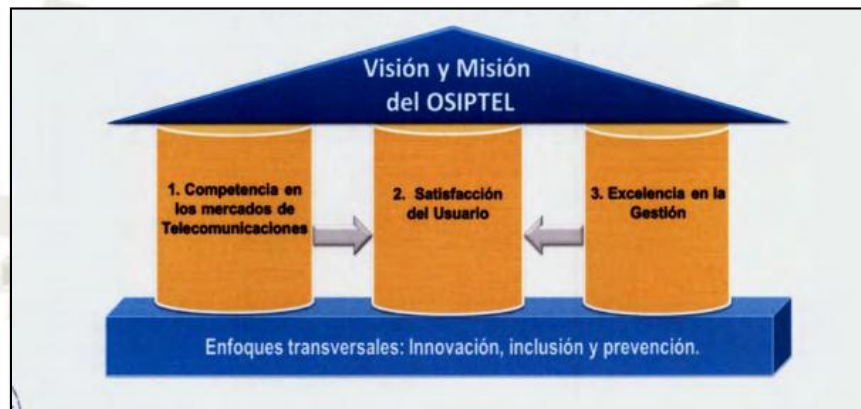 Visión y Misión
del OSIPTEL
1. Competencia en
los mercados de
Telecomunicaciones
2. Satisfacción
del Usuario
3. Excelencia en la
Gestión
Enfoques transversales: Innovación, inclusión y prevención.